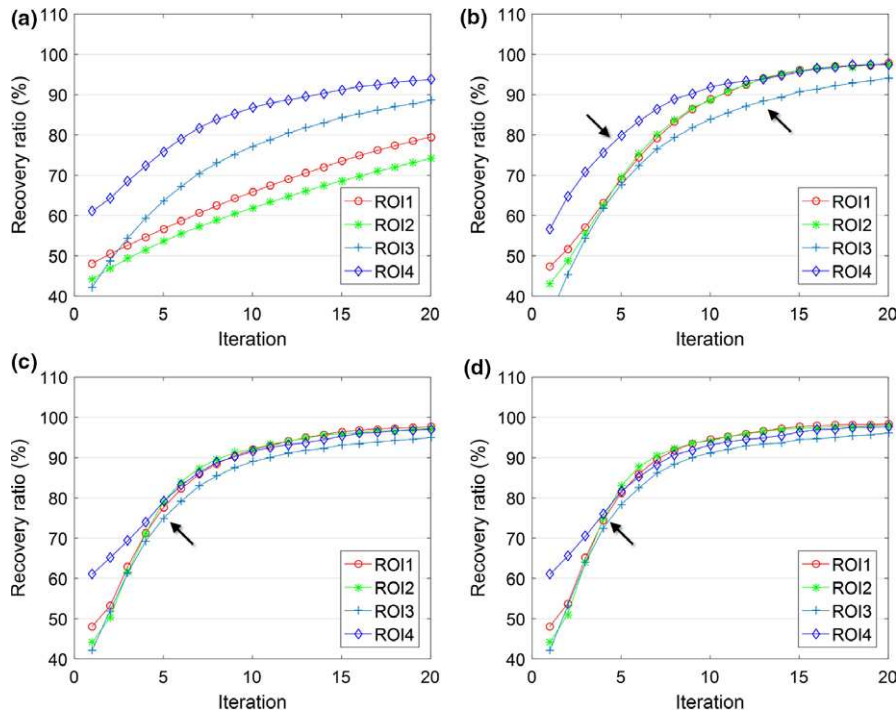 (a)
110
100
90
80
70
60
50
40
Recovery ratio (%)
0 5 10 15 20
Iteration
ROI1
ROI2
ROI3
ROI4
(b)
110
100
90
80
70
60
50
40
Recovery ratio (%)
0 5 10 15 20
Iteration
ROI1
ROI2
ROI3
ROI4
(c)
110
100
90
80
70
60
50
40
Recovery ratio (%)
0 5 10 15 20
Iteration
ROI1
ROI2
ROI3
ROI4
(d)
110
100
90
80
70
60
50
40
Recovery ratio (%)
0 5 10 15 20
Iteration
ROI1
ROI2
ROI3
ROI4